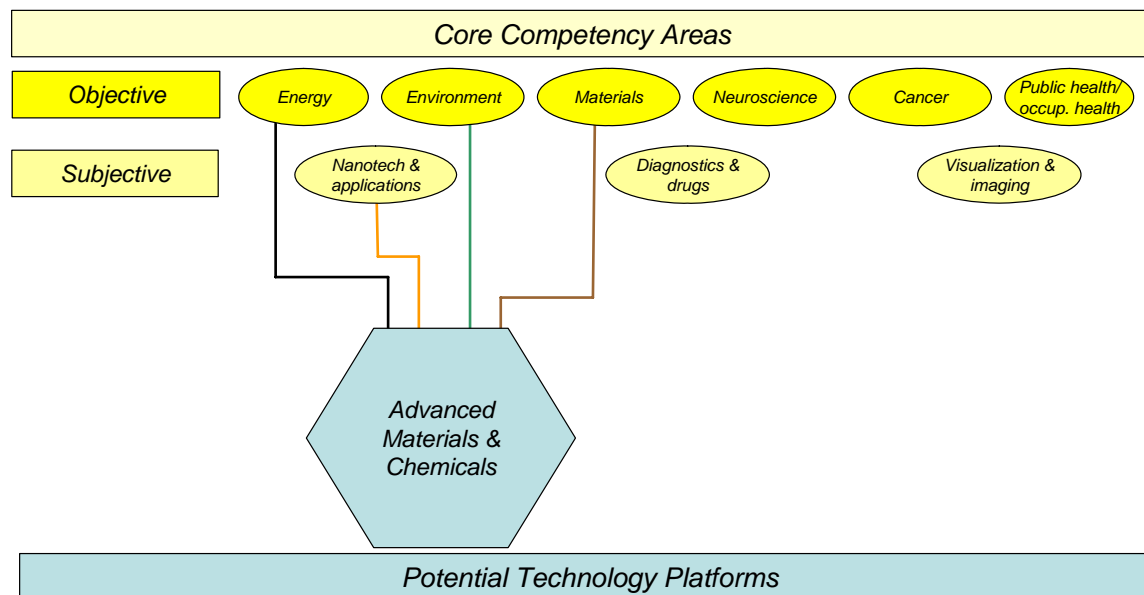 Core Competency Areas
Objective
Energy
Environment
Materials
Neuroscience
Cancer
Public health/
occup. health
Subjective
Nanotech &
applications
Diagnostics &
drugs
Visualization &
imaging
Advanced
Materials &
Chemicals
Potential Technology Platforms